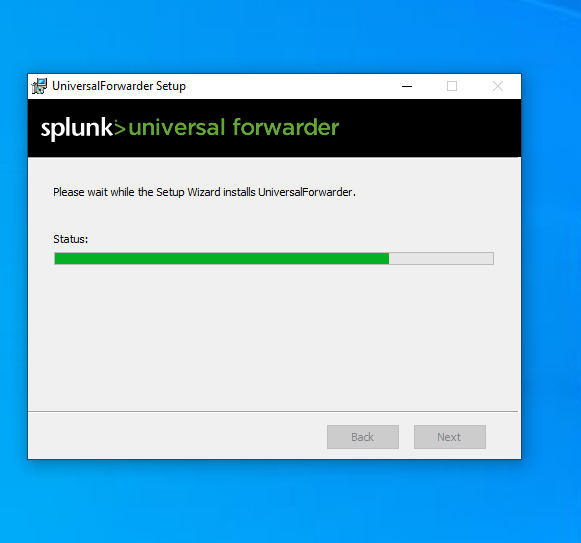 UniversalForwarder Setup
splunk>universal forwarder
Please wait while the Setup Wizard installs UniversalForwarder.
Status:
Back Next